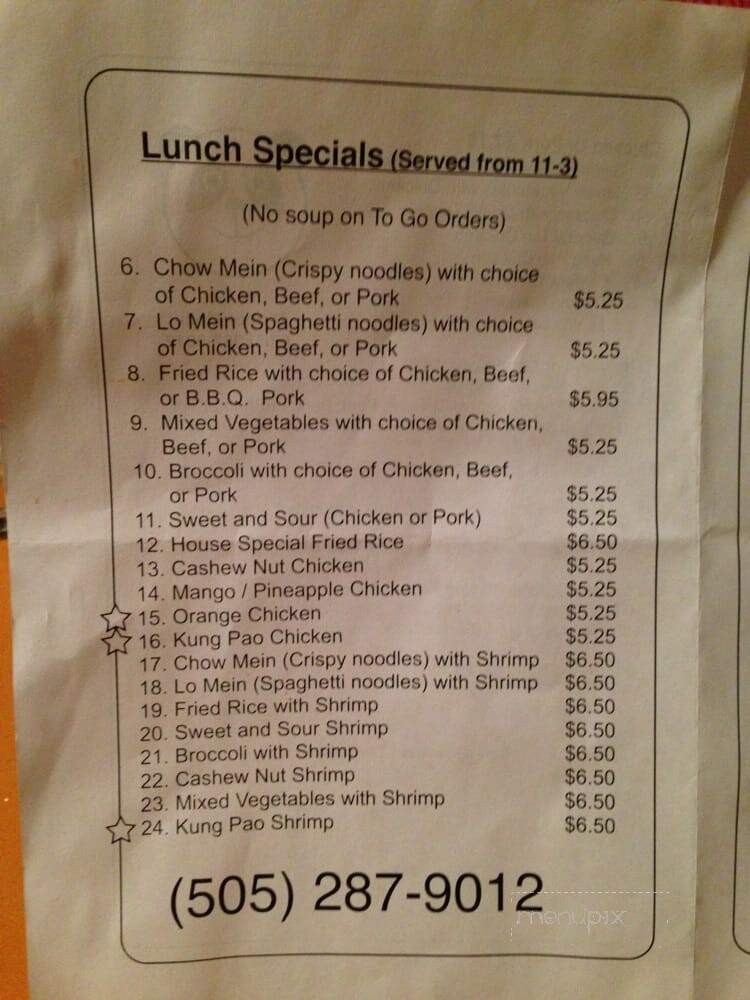 Lunch Specials (Served from 11-3)
(No soup on To Go Orders)
6. Chow Mein (Crispy noodles) with choice
of Chicken, Beef, or Pork $5.25
7. Lo Mein (Spaghetti noodles) with choice
of Chicken, Beef, or Pork $5.25
8. Fried Rice with choice of Chicken, Beef,
or B.B.Q. Pork $5.95
9. Mixed Vegetables with choice of Chicken,
Beef, or Pork $5.25
10. Broccoli with choice of Chicken, Beef,
or Pork $5.25
11. Sweet and Sour (Chicken or Pork) $5.25
12. House Special Fried Rice $6.50
13. Cashew Nut Chicken $5.25
14. Mango / Pineapple Chicken $5.25
15. Orange Chicken $5.25
16. Kung Pao Chicken $5.25
17. Chow Mein (Crispy noodles) with Shrimp $6.50
18. Lo Mein (Spaghetti noodles) with Shrimp $6.50
19. Fried Rice with Shrimp $6.50
20. Sweet and Sour Shrimp $6.50
21. Broccoli with Shrimp $6.50
22. Cashew Nut Shrimp $6.50
23. Mixed Vegetables with Shrimp $6.50
24. Kung Pao Shrimp $6.50
(505) 287-9012
menupix